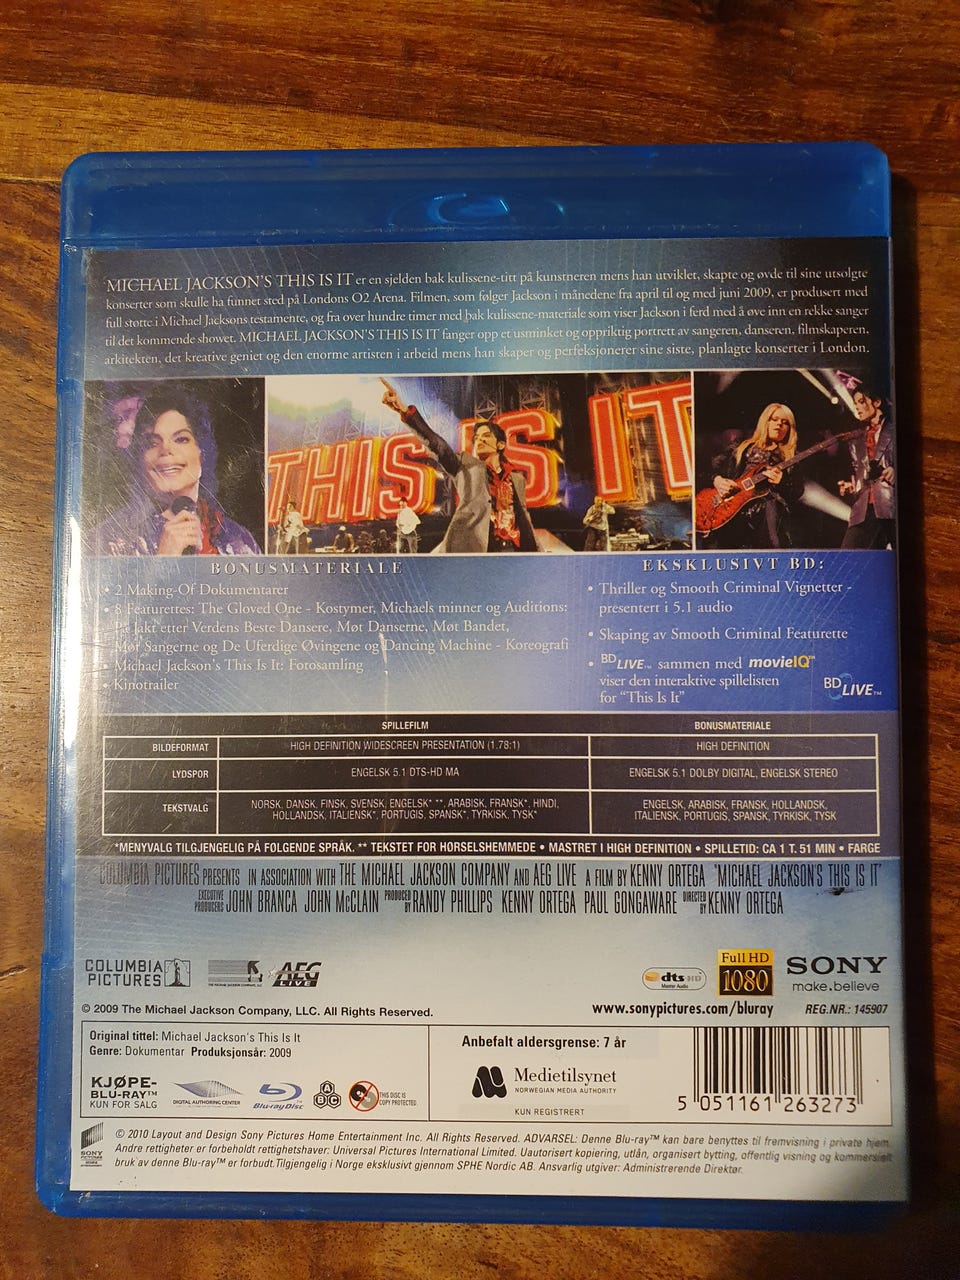 MICHAEL JACKSON'S THIS IS IT er en sjelden bak kulissene-titt på kunstneren mens han utviklet, skapte og øvde til sine utsolgte
konserter som skulle ha funnet sted på Londons O2 Arena. Filmen, som følger Jackson i månedene fra april til og med juni 2009, er produsert med
full støtte i Michael Jacksons testamente, og fra over hundre timer med bak kulissene-materiale som viser Jackson i ferd med å øve inn en rekke sanger
til det kommende showet. MICHAEL JACKSON'S THIS IS IT fanger opp et usminket og oppriktig portrett av sangeren, danseren, filmskaperen,
arkitekten, det kreative geniet og den enorme artisten i arbeid mens han skaper og perfeksjonerer sine siste, planlagte konserter i London.
THIS IS IT
BONUSMATERIALE
• 2 Making-Of Dokumentarer
• 8 Featurettes: The Gloved One - Kostymer, Michaels minner og Auditions:
På Jakt etter Verdens Beste Dansere, Møt Danserne, Møt Bandet,
Møt Sangerne og De Uferdige Øvingene og Dancing Machine - Koreografi
• Michael Jackson's This Is It: Fotosamling
• Kinotrailer
EKSKLUSIVT BD:
• Thriller og Smooth Criminal Vignetter -
presentert i 5.1 audio
• Skaping av Smooth Criminal Featurette
• BD LIVE™ sammen med movieIQ™
viser den interaktive spillelisten
for "This Is It"
BD LIVE™
SPILLEFILM BONUSMATERIALE
BILDEFORMAT HIGH DEFINITION WIDESCREEN PRESENTATION (1.78:1) HIGH DEFINITION
LYDSPOR ENGELSK 5.1 DTS-HD MA ENGELSK 5.1 DOLBY DIGITAL, ENGELSK STEREO
TEKSTVALG NORSK, DANSK, FINSK, SVENSK, ENGELSK* **, ARABISK, FRANSK*, HINDI, ENGELSK, ARABISK, FRANSK, HOLLANDSK,
HOLLANDSK, ITALIENSK*, PORTUGIS, SPANSK*, TYRKISK, TYSK* ITALIENSK, PORTUGIS, SPANSK, TYRKISK, TYSK
*MENYVALG TILGJENGELIG PÅ FØLGENDE SPRÅK. ** TEKSTET FOR HØRSELSHEMMEDE • MASTRET I HIGH DEFINITION • SPILLETID: CA 1 T. 51 MIN • FARGE
COLUMBIA PICTURES PRESENTS IN ASSOCIATION WITH THE MICHAEL JACKSON COMPANY AND AEG LIVE A FILM BY KENNY ORTEGA "MICHAEL JACKSON'S THIS IS IT"
EXECUTIVE PRODUCERS JOHN BRANCA JOHN McCLAIN PRODUCED BY RANDY PHILLIPS KENNY ORTEGA PAUL GONGAWARE DIRECTED BY KENNY ORTEGA
COLUMBIA
PICTURES
THE MICHAEL JACKSON COMPANY, LLC
AEG
LIVE
dts HD
Master Audio
Full HD
1080
SONY
make.believe
© 2009 The Michael Jackson Company, LLC. All Rights Reserved.
www.sonypictures.com/bluray
REG.NR.: 145907
Original tittel: Michael Jackson's This Is It
Genre: Dokumentar Produksjonsår: 2009
KJØPE-
BLU-RAY™
KUN FOR SALG
DIGITAL AUTHORING CENTER
Blu-ray Disc
A
B
C
THIS DISC IS
COPY PROTECTED.
Anbefalt aldersgrense: 7 år
Medietilsynet
NORWEGIAN MEDIA AUTHORITY
KUN REGISTRERT
5 051161 263273
SONY
PICTURES
© 2010 Layout and Design Sony Pictures Home Entertainment Inc. All Rights Reserved. ADVARSEL: Denne Blu-ray™ kan bare benyttes til fremvisning i private hjem.
Andre rettigheter er forbeholdt rettighetshaver: Universal Pictures International Limited. Uautorisert kopiering, utlån, organisert bytting, offentlig visning og kommersiell
bruk av denne Blu-ray™ er forbudt.Tilgjengelig i Norge eksklusivt gjennom SPHE Nordic AB. Ansvarlig utgiver: Administrerende Direktør.